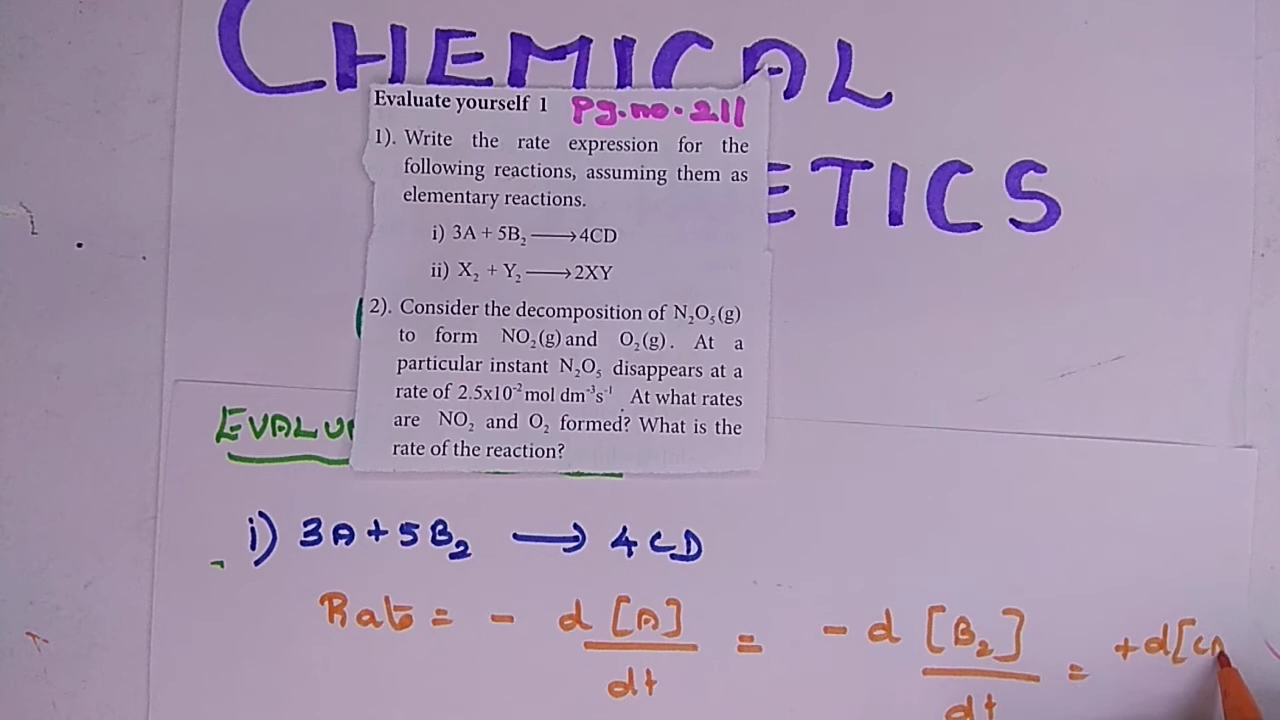 CHEMICAL
ETICS
Evaluate yourself 1 Pg.no.211
1). Write the rate expression for the
following reactions, assuming them as
elementary reactions.
i) 3A + 5B₂ ⟶ 4CD
ii) X₂ + Y₂ ⟶ 2XY
2). Consider the decomposition of N₂O₅(g)
to form NO₂(g) and O₂(g). At a
particular instant N₂O₅ disappears at a
rate of 2.5x10⁻² mol dm⁻³s⁻¹ . At what rates
are NO₂ and O₂ formed? What is the
rate of the reaction?
EVALU
i) 3A + 5B₂ ⟶ 4CD
Rate = - d[A]/dt = - d[B₂]/dt = + d[C